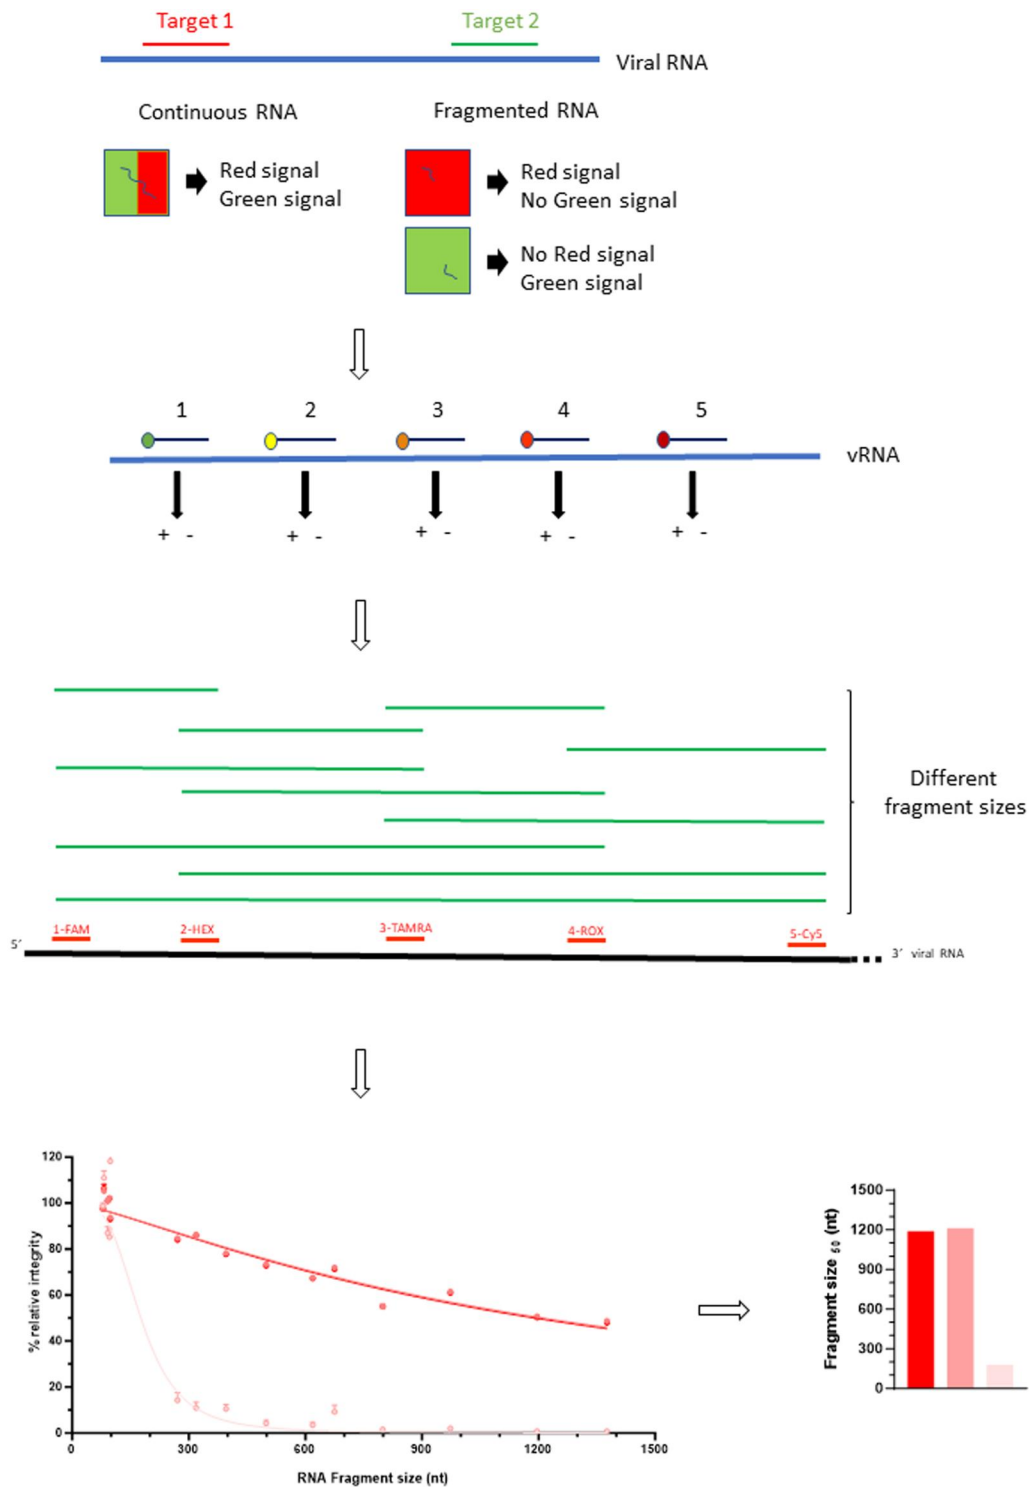 Target 1
Target 2
Viral RNA
Continuous RNA
Fragmented RNA
Red signal
Green signal
Red signal
No Green signal
No Red signal
Green signal
1
2
3
4
5
vRNA
+ -
+ -
+ -
+ -
+ -
Different
fragment sizes
1-FAM
2-HEX
3-TAMRA
4-ROX
5-Cy5
5´
3´ viral RNA
% relative integrity
120
100
80
60
40
20
0
0
300
600
900
1200
1500
RNA Fragment size (nt)
Fragment size 50 (nt)
1500
1200
900
600
300
0